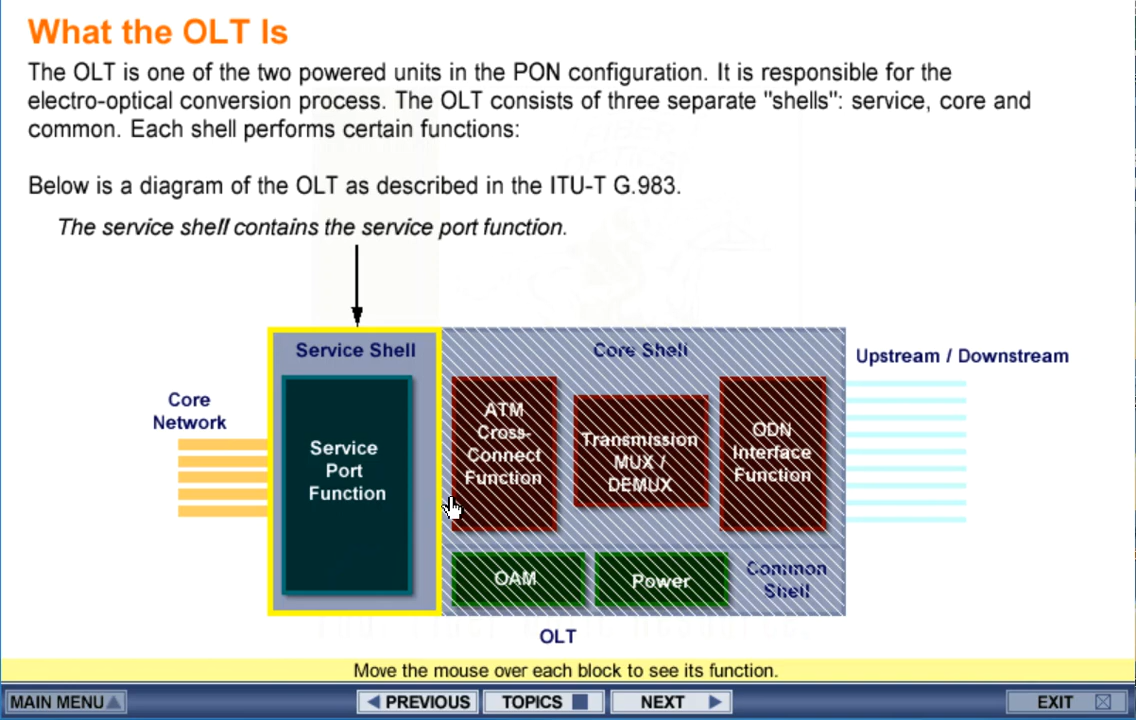 What the OLT Is
The OLT is one of the two powered units in the PON configuration. It is responsible for the
electro-optical conversion process. The OLT consists of three separate "shells": service, core and
common. Each shell performs certain functions:
Below is a diagram of the OLT as described in the ITU-T G.983.
The service shell contains the service port function.
Service Shell
Core Shell
Upstream / Downstream
Core
Network
Service
Port
Function
ATM
Cross-
Connect
Function
Transmission
MUX /
DEMUX
ODN
Interface
Function
OAM
Power
Common
Shell
OLT
Move the mouse over each block to see its function.
MAIN MENU
PREVIOUS
TOPICS
NEXT
EXIT